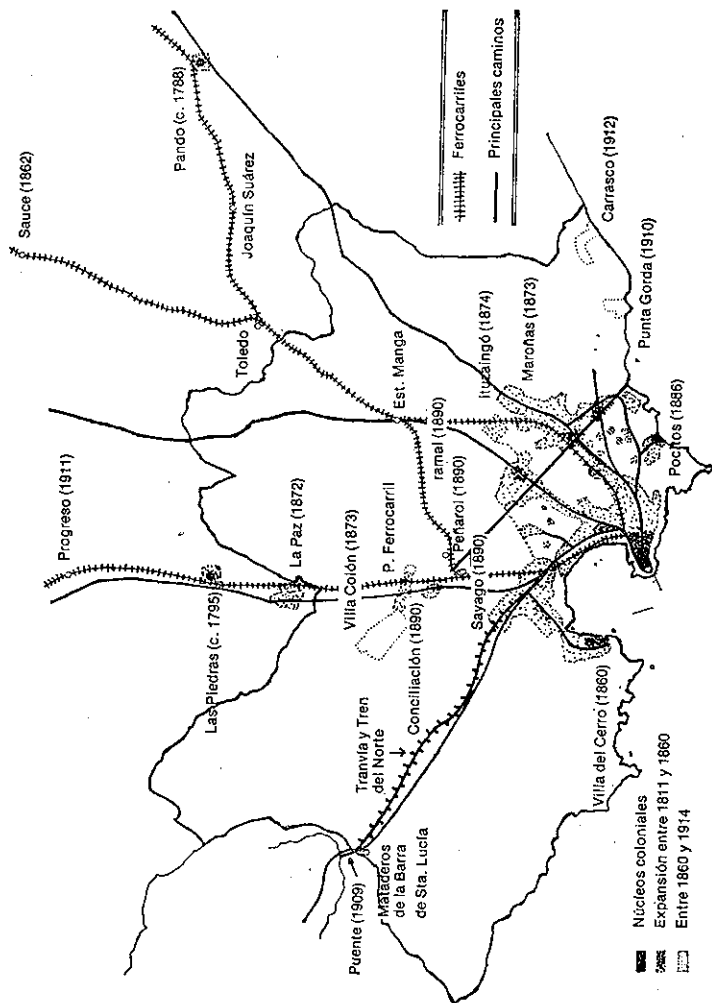 Sauce (1862)
Pando (c. 1788)
Joaquín Suárez
Toledo
Progreso (1911)
Las Piedras (c. 1795)
La Paz (1872)
Villa Colón (1873)
P. Ferrocarril
Conciliación (1890)
Est. Manga
ramal (1890)
Peñarol (1890)
Sayago (1890)
Ituzaingó (1874)
Maroñas (1873)
Ferrocarriles
Principales caminos
Carrasco (1912)
Punta Gorda (1910)
Pocitos (1886)
Tranvía y Tren
del Norte
Puente (1909)
Mataderos
de la Barra
de Sta. Lucía
Villa del Cerro (1860)
Núcleos coloniales
Expansión entre 1811 y 1860
Entre 1860 y 1914